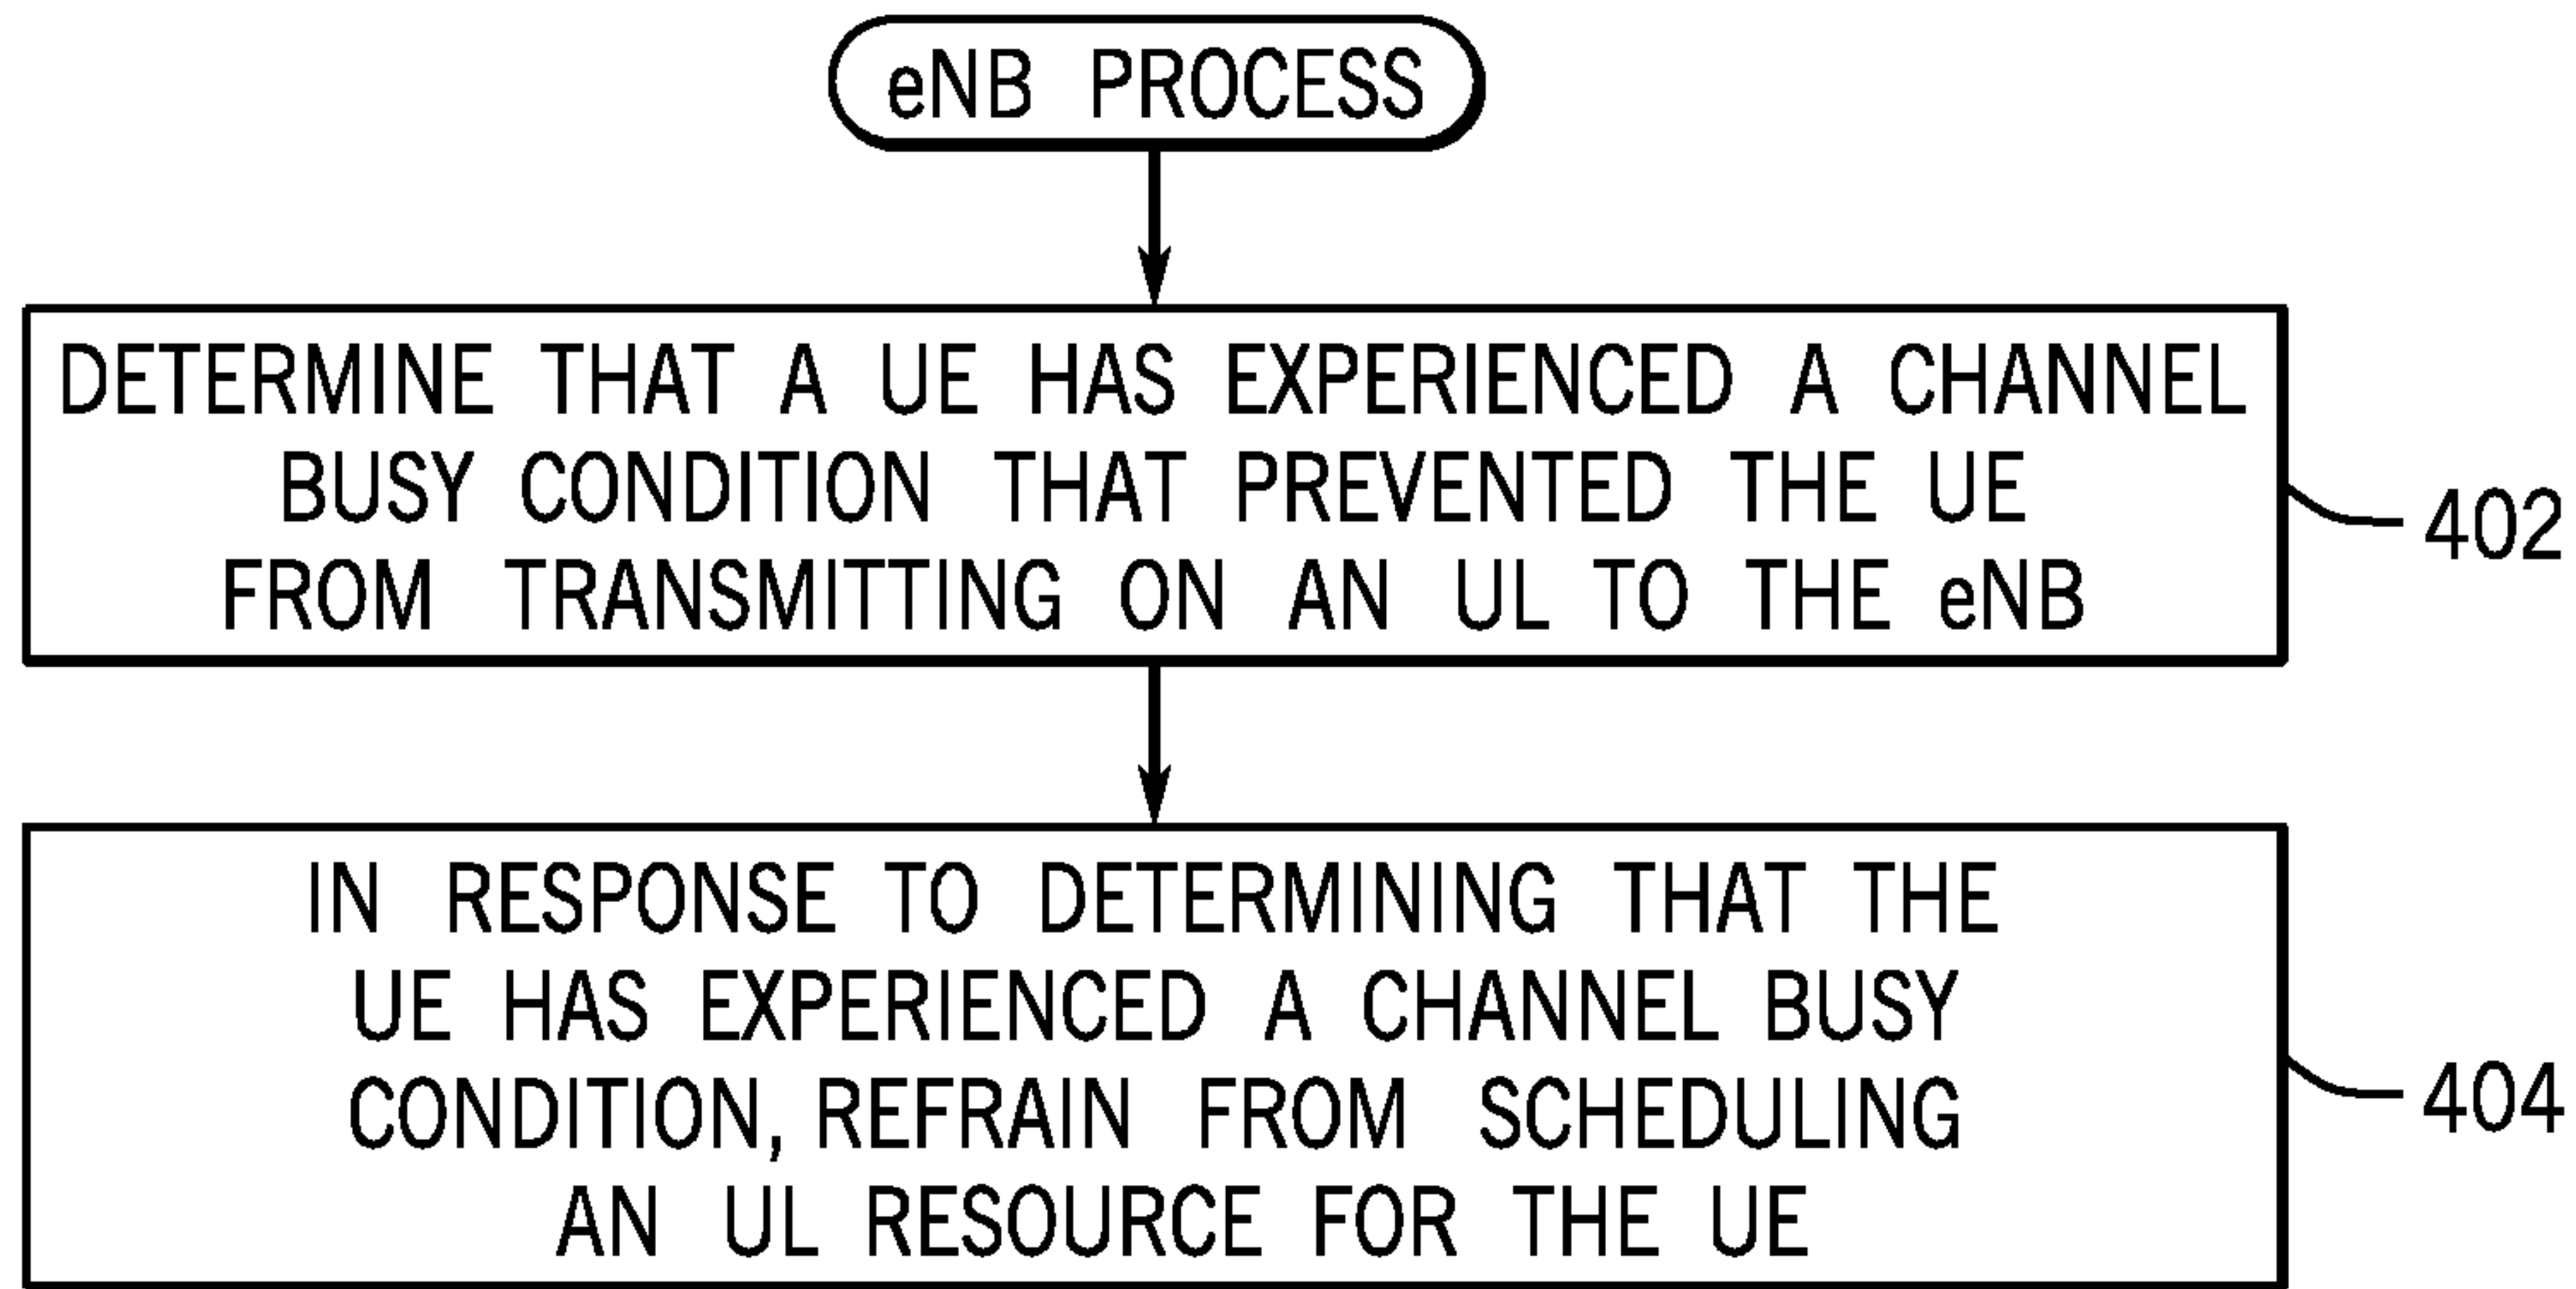 eNB PROCESS
DETERMINE THAT A UE HAS EXPERIENCED A CHANNEL
BUSY CONDITION THAT PREVENTED THE UE
FROM TRANSMITTING ON AN UL TO THE eNB
402
IN RESPONSE TO DETERMINING THAT THE
UE HAS EXPERIENCED A CHANNEL BUSY
CONDITION, REFRAIN FROM SCHEDULING
AN UL RESOURCE FOR THE UE
404